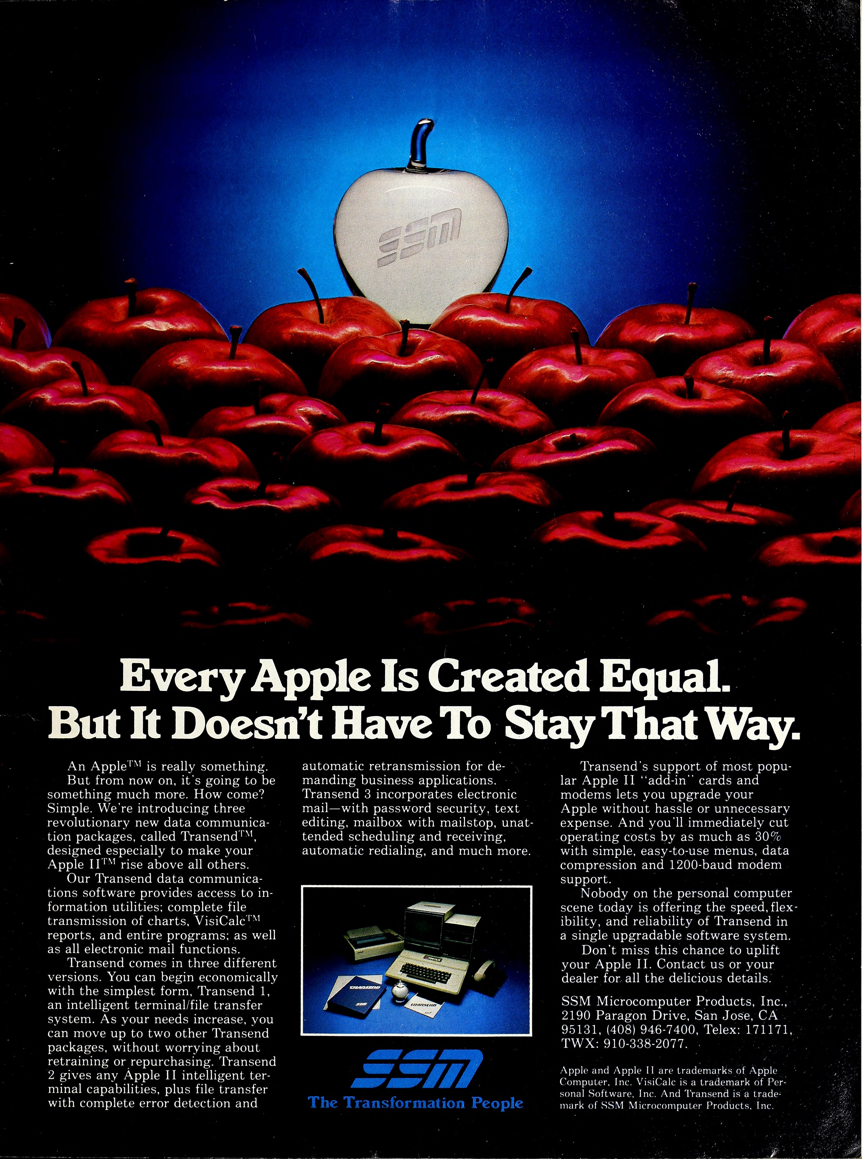 SSM
Every Apple Is Created Equal.
But It Doesn't Have To Stay That Way.
An Apple™ is really something.
But from now on, it's going to be
something much more. How come?
Simple. We're introducing three
revolutionary new data communica-
tion packages, called Transend™,
designed especially to make your
Apple II™ rise above all others.
Our Transend data communica-
tions software provides access to in-
formation utilities; complete file
transmission of charts, VisiCalc™
reports, and entire programs; as well
as all electronic mail functions.
Transend comes in three different
versions. You can begin economically
with the simplest form, Transend 1,
an intelligent terminal/file transfer
system. As your needs increase, you
can move up to two other Transend
packages, without worrying about
retraining or repurchasing. Transend
2 gives any Apple II intelligent ter-
minal capabilities, plus file transfer
with complete error detection and
automatic retransmission for de-
manding business applications.
Transend 3 incorporates electronic
mail—with password security, text
editing, mailbox with mailstop, unat-
tended scheduling and receiving,
automatic redialing, and much more.
TRANSEND
SSM
The Transformation People
Transend's support of most popu-
lar Apple II "add-in" cards and
modems lets you upgrade your
Apple without hassle or unnecessary
expense. And you'll immediately cut
operating costs by as much as 30%
with simple, easy-to-use menus, data
compression and 1200-baud modem
support.
Nobody on the personal computer
scene today is offering the speed, flex-
ibility, and reliability of Transend in
a single upgradable software system.
Don't miss this chance to uplift
your Apple II. Contact us or your
dealer for all the delicious details.
SSM Microcomputer Products, Inc.,
2190 Paragon Drive, San Jose, CA
95131, (408) 946-7400, Telex: 171171,
TWX: 910-338-2077.
Apple and Apple II are trademarks of Apple
Computer, Inc. VisiCalc is a trademark of Per-
sonal Software, Inc. And Transend is a trade-
mark of SSM Microcomputer Products, Inc.